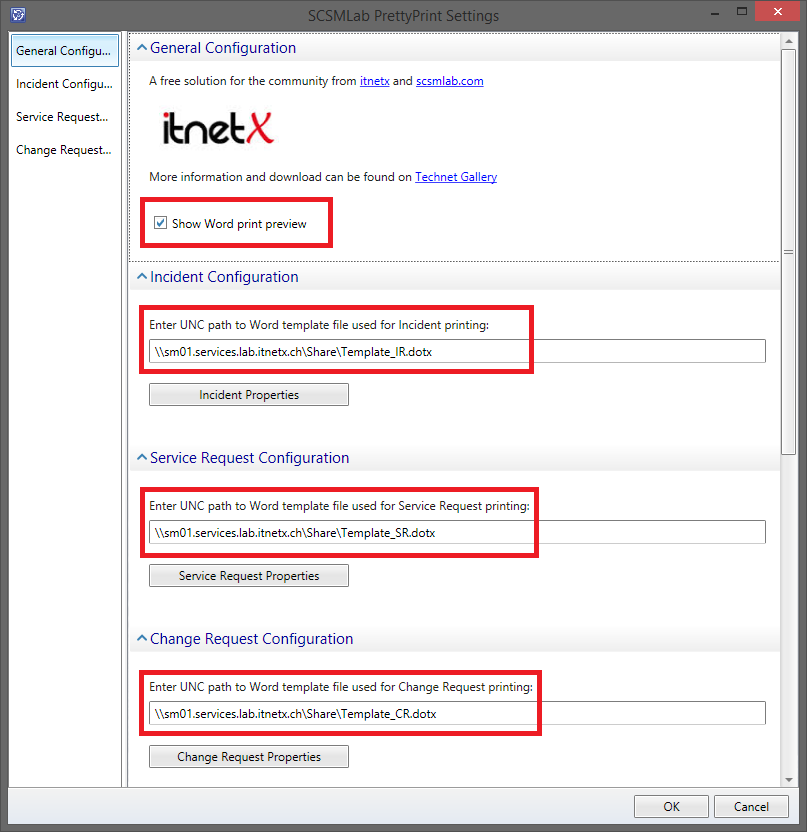 SCSMLab PrettyPrint Settings
General Configu...
Incident Configu...
Service Request...
Change Request...
General Configuration
A free solution for the community from itnetx and scsmlab.com
itnetX
More information and download can be found on Technet Gallery
Show Word print preview
Incident Configuration
Enter UNC path to Word template file used for Incident printing:
\\sm01.services.lab.itnetx.ch\Share\Template_IR.dotx
Incident Properties
Service Request Configuration
Enter UNC path to Word template file used for Service Request printing:
\\sm01.services.lab.itnetx.ch\Share\Template_SR.dotx
Service Request Properties
Change Request Configuration
Enter UNC path to Word template file used for Change Request printing:
\\sm01.services.lab.itnetx.ch\Share\Template_CR.dotx
Change Request Properties
OK
Cancel